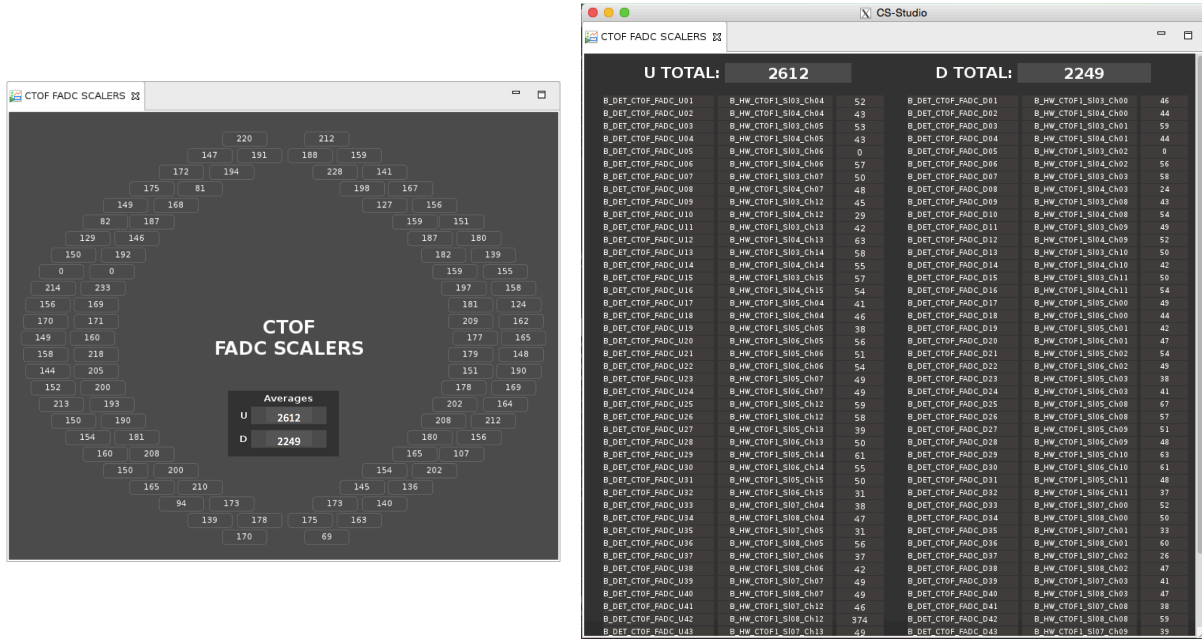 CTOF FADC SCALERS
220 212
147 191 188 159
172 194 228 141
175 81 198 167
149 168 127 156
82 187 159 151
129 146 187 180
150 192 182 139
0 0 159 155
214 233 197 158
156 169 181 124
170 171 209 162
149 160 177 165
158 218 179 148
144 205 151 190
152 200 178 169
213 193 202 164
150 190 208 212
154 181 180 156
160 208 165 107
150 200 154 202
165 210 145 136
94 173 173 140
139 178 175 163
170 69
CTOF
FADC SCALERS
Averages
U 2612
D 2249
CS-Studio
CTOF FADC SCALERS
U TOTAL: 2612 D TOTAL: 2249
B_DET_CTOF_FADC_U01 B_HW_CTOF1_Sl03_Ch04 52 B_DET_CTOF_FADC_D01 B_HW_CTOF1_Sl03_Ch00 46
B_DET_CTOF_FADC_U02 B_HW_CTOF1_Sl04_Ch04 43 B_DET_CTOF_FADC_D02 B_HW_CTOF1_Sl04_Ch00 44
B_DET_CTOF_FADC_U03 B_HW_CTOF1_Sl03_Ch05 53 B_DET_CTOF_FADC_D03 B_HW_CTOF1_Sl03_Ch01 59
B_DET_CTOF_FADC_U04 B_HW_CTOF1_Sl04_Ch05 43 B_DET_CTOF_FADC_D04 B_HW_CTOF1_Sl04_Ch01 44
B_DET_CTOF_FADC_U05 B_HW_CTOF1_Sl03_Ch06 0 B_DET_CTOF_FADC_D05 B_HW_CTOF1_Sl03_Ch02 0
B_DET_CTOF_FADC_U06 B_HW_CTOF1_Sl04_Ch06 57 B_DET_CTOF_FADC_D06 B_HW_CTOF1_Sl04_Ch02 56
B_DET_CTOF_FADC_U07 B_HW_CTOF1_Sl03_Ch07 50 B_DET_CTOF_FADC_D07 B_HW_CTOF1_Sl03_Ch03 58
B_DET_CTOF_FADC_U08 B_HW_CTOF1_Sl04_Ch07 48 B_DET_CTOF_FADC_D08 B_HW_CTOF1_Sl04_Ch03 24
B_DET_CTOF_FADC_U09 B_HW_CTOF1_Sl03_Ch12 45 B_DET_CTOF_FADC_D09 B_HW_CTOF1_Sl03_Ch08 43
B_DET_CTOF_FADC_U10 B_HW_CTOF1_Sl04_Ch12 29 B_DET_CTOF_FADC_D10 B_HW_CTOF1_Sl04_Ch08 54
B_DET_CTOF_FADC_U11 B_HW_CTOF1_Sl03_Ch13 42 B_DET_CTOF_FADC_D11 B_HW_CTOF1_Sl03_Ch09 49
B_DET_CTOF_FADC_U12 B_HW_CTOF1_Sl04_Ch13 63 B_DET_CTOF_FADC_D12 B_HW_CTOF1_Sl04_Ch09 52
B_DET_CTOF_FADC_U13 B_HW_CTOF1_Sl03_Ch14 58 B_DET_CTOF_FADC_D13 B_HW_CTOF1_Sl03_Ch10 50
B_DET_CTOF_FADC_U14 B_HW_CTOF1_Sl04_Ch14 55 B_DET_CTOF_FADC_D14 B_HW_CTOF1_Sl04_Ch10 42
B_DET_CTOF_FADC_U15 B_HW_CTOF1_Sl03_Ch15 57 B_DET_CTOF_FADC_D15 B_HW_CTOF1_Sl03_Ch11 50
B_DET_CTOF_FADC_U16 B_HW_CTOF1_Sl04_Ch15 54 B_DET_CTOF_FADC_D16 B_HW_CTOF1_Sl04_Ch11 54
B_DET_CTOF_FADC_U17 B_HW_CTOF1_Sl05_Ch04 41 B_DET_CTOF_FADC_D17 B_HW_CTOF1_Sl05_Ch00 49
B_DET_CTOF_FADC_U18 B_HW_CTOF1_Sl06_Ch04 46 B_DET_CTOF_FADC_D18 B_HW_CTOF1_Sl06_Ch00 44
B_DET_CTOF_FADC_U19 B_HW_CTOF1_Sl05_Ch05 38 B_DET_CTOF_FADC_D19 B_HW_CTOF1_Sl05_Ch01 42
B_DET_CTOF_FADC_U20 B_HW_CTOF1_Sl06_Ch05 56 B_DET_CTOF_FADC_D20 B_HW_CTOF1_Sl06_Ch01 47
B_DET_CTOF_FADC_U21 B_HW_CTOF1_Sl05_Ch06 51 B_DET_CTOF_FADC_D21 B_HW_CTOF1_Sl05_Ch02 54
B_DET_CTOF_FADC_U22 B_HW_CTOF1_Sl06_Ch06 54 B_DET_CTOF_FADC_D22 B_HW_CTOF1_Sl06_Ch02 49
B_DET_CTOF_FADC_U23 B_HW_CTOF1_Sl05_Ch07 49 B_DET_CTOF_FADC_D23 B_HW_CTOF1_Sl05_Ch03 38
B_DET_CTOF_FADC_U24 B_HW_CTOF1_Sl06_Ch07 49 B_DET_CTOF_FADC_D24 B_HW_CTOF1_Sl06_Ch03 41
B_DET_CTOF_FADC_U25 B_HW_CTOF1_Sl05_Ch12 59 B_DET_CTOF_FADC_D25 B_HW_CTOF1_Sl05_Ch08 67
B_DET_CTOF_FADC_U26 B_HW_CTOF1_Sl06_Ch12 58 B_DET_CTOF_FADC_D26 B_HW_CTOF1_Sl06_Ch08 57
B_DET_CTOF_FADC_U27 B_HW_CTOF1_Sl05_Ch13 39 B_DET_CTOF_FADC_D27 B_HW_CTOF1_Sl05_Ch09 51
B_DET_CTOF_FADC_U28 B_HW_CTOF1_Sl06_Ch13 50 B_DET_CTOF_FADC_D28 B_HW_CTOF1_Sl06_Ch09 48
B_DET_CTOF_FADC_U29 B_HW_CTOF1_Sl05_Ch14 61 B_DET_CTOF_FADC_D29 B_HW_CTOF1_Sl05_Ch10 63
B_DET_CTOF_FADC_U30 B_HW_CTOF1_Sl06_Ch14 55 B_DET_CTOF_FADC_D30 B_HW_CTOF1_Sl06_Ch10 61
B_DET_CTOF_FADC_U31 B_HW_CTOF1_Sl05_Ch15 50 B_DET_CTOF_FADC_D31 B_HW_CTOF1_Sl05_Ch11 48
B_DET_CTOF_FADC_U32 B_HW_CTOF1_Sl06_Ch15 31 B_DET_CTOF_FADC_D32 B_HW_CTOF1_Sl06_Ch11 37
B_DET_CTOF_FADC_U33 B_HW_CTOF1_Sl07_Ch04 38 B_DET_CTOF_FADC_D33 B_HW_CTOF1_Sl07_Ch00 52
B_DET_CTOF_FADC_U34 B_HW_CTOF1_Sl08_Ch04 47 B_DET_CTOF_FADC_D34 B_HW_CTOF1_Sl08_Ch00 50
B_DET_CTOF_FADC_U35 B_HW_CTOF1_Sl07_Ch05 31 B_DET_CTOF_FADC_D35 B_HW_CTOF1_Sl07_Ch01 33
B_DET_CTOF_FADC_U36 B_HW_CTOF1_Sl08_Ch05 56 B_DET_CTOF_FADC_D36 B_HW_CTOF1_Sl08_Ch01 60
B_DET_CTOF_FADC_U37 B_HW_CTOF1_Sl07_Ch06 37 B_DET_CTOF_FADC_D37 B_HW_CTOF1_Sl07_Ch02 26
B_DET_CTOF_FADC_U38 B_HW_CTOF1_Sl08_Ch06 42 B_DET_CTOF_FADC_D38 B_HW_CTOF1_Sl08_Ch02 47
B_DET_CTOF_FADC_U39 B_HW_CTOF1_Sl07_Ch07 49 B_DET_CTOF_FADC_D39 B_HW_CTOF1_Sl07_Ch03 41
B_DET_CTOF_FADC_U40 B_HW_CTOF1_Sl08_Ch07 49 B_DET_CTOF_FADC_D40 B_HW_CTOF1_Sl08_Ch03 47
B_DET_CTOF_FADC_U41 B_HW_CTOF1_Sl07_Ch12 46 B_DET_CTOF_FADC_D41 B_HW_CTOF1_Sl07_Ch08 38
B_DET_CTOF_FADC_U42 B_HW_CTOF1_Sl08_Ch12 374 B_DET_CTOF_FADC_D42 B_HW_CTOF1_Sl08_Ch08 59
B_DET_CTOF_FADC_U43 B_HW_CTOF1_Sl07_Ch13 49 B_DET_CTOF_FADC_D43 B_HW_CTOF1_Sl07_Ch09 39